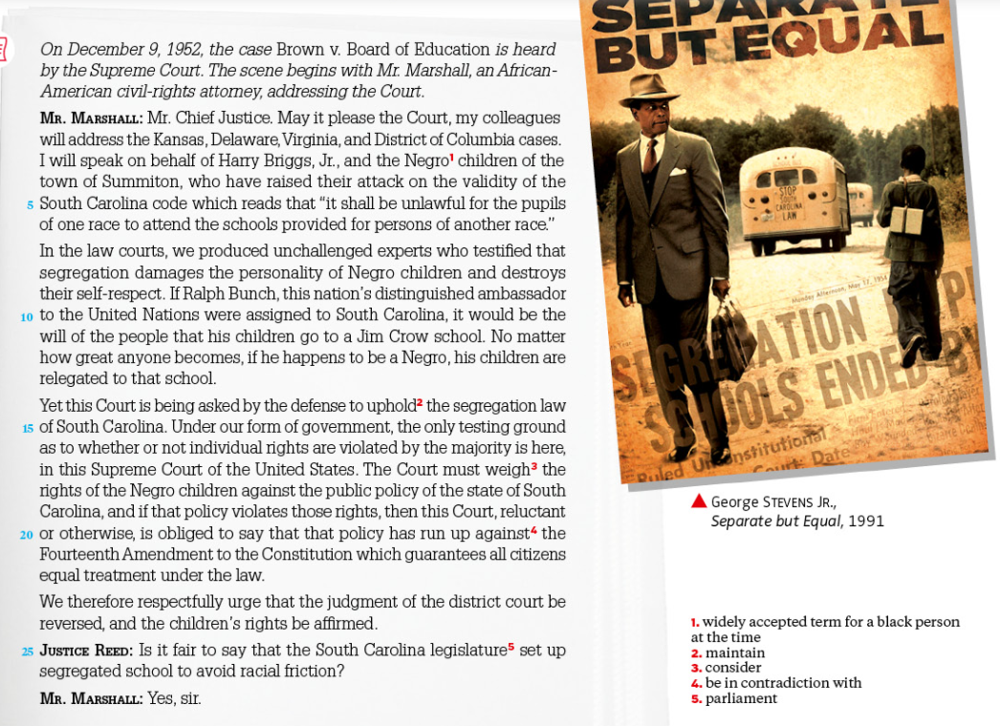 On December 9, 1952, the case Brown v. Board of Education is heard
by the Supreme Court. The scene begins with Mr. Marshall, an African-
American civil-rights attorney, addressing the Court.
MR. MARSHALL: Mr. Chief Justice. May it please the Court, my colleagues
will address the Kansas, Delaware, Virginia, and District of Columbia cases.
I will speak on behalf of Harry Briggs, Jr., and the Negro1 children of the
town of Summiton, who have raised their attack on the validity of the
5 South Carolina code which reads that “it shall be unlawful for the pupils
of one race to attend the schools provided for persons of another race.”
In the law courts, we produced unchallenged experts who testified that
segregation damages the personality of Negro children and destroys
their self-respect. If Ralph Bunch, this nation’s distinguished ambassador
10 to the United Nations were assigned to South Carolina, it would be the
will of the people that his children go to a Jim Crow school. No matter
how great anyone becomes, if he happens to be a Negro, his children are
relegated to that school.
Yet this Court is being asked by the defense to uphold2 the segregation law
15 of South Carolina. Under our form of government, the only testing ground
as to whether or not individual rights are violated by the majority is here,
in this Supreme Court of the United States. The Court must weigh3 the
rights of the Negro children against the public policy of the state of South
Carolina, and if that policy violates those rights, then this Court, reluctant
20 or otherwise, is obliged to say that that policy has run up against4 the
Fourteenth Amendment to the Constitution which guarantees all citizens
equal treatment under the law.
We therefore respectfully urge that the judgment of the district court be
reversed, and the children’s rights be affirmed.
25 JUSTICE REED: Is it fair to say that the South Carolina legislature5 set up
segregated school to avoid racial friction?
MR. MARSHALL: Yes, sir.
SEPARATE
BUT EQUAL
STOP
SOUTH
CAROLINA
LAW
Monday Afternoon, May 17, 1954
SEGREGATION
SCHOOLS ENDED BY
Ruled Unconstitutional
Court: Date
▲ George STEVENS JR.,
Separate but Equal, 1991
1. widely accepted term for a black person
at the time
2. maintain
3. consider
4. be in contradiction with
5. parliament